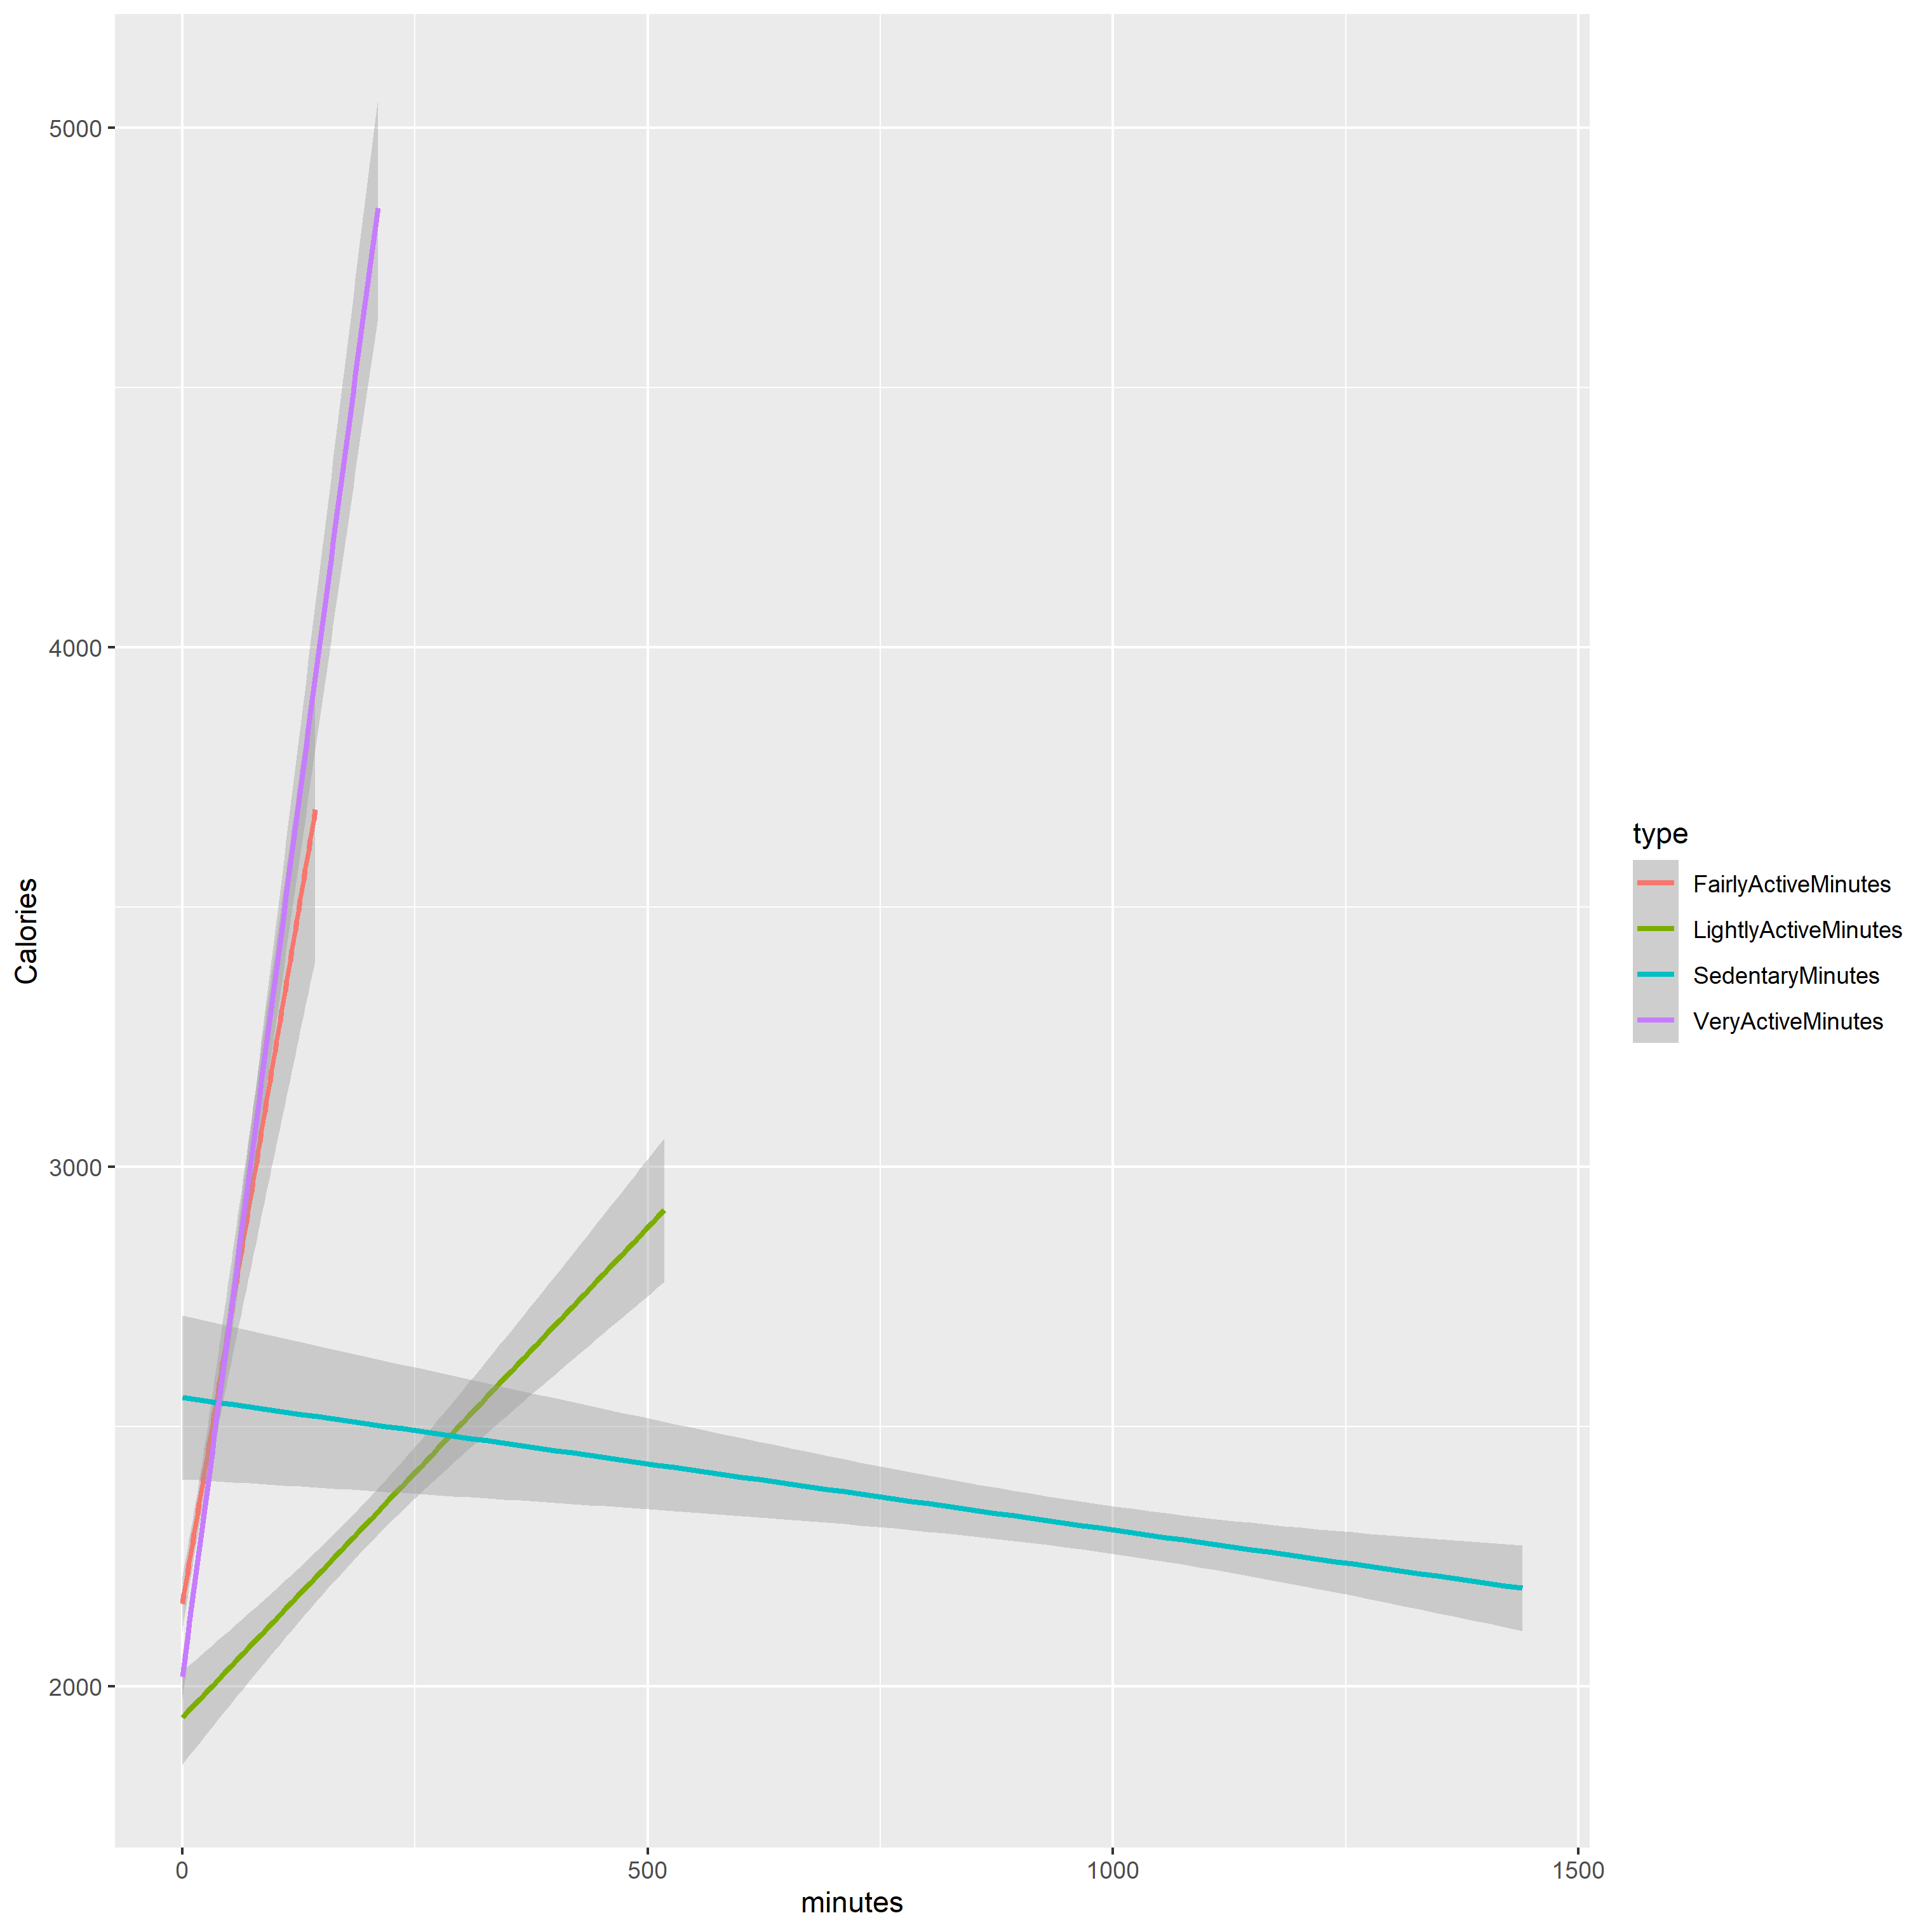 5000
4000
3000
2000
Calories
0 500 1000 1500
minutes
type
FairlyActiveMinutes
LightlyActiveMinutes
SedentaryMinutes
VeryActiveMinutes